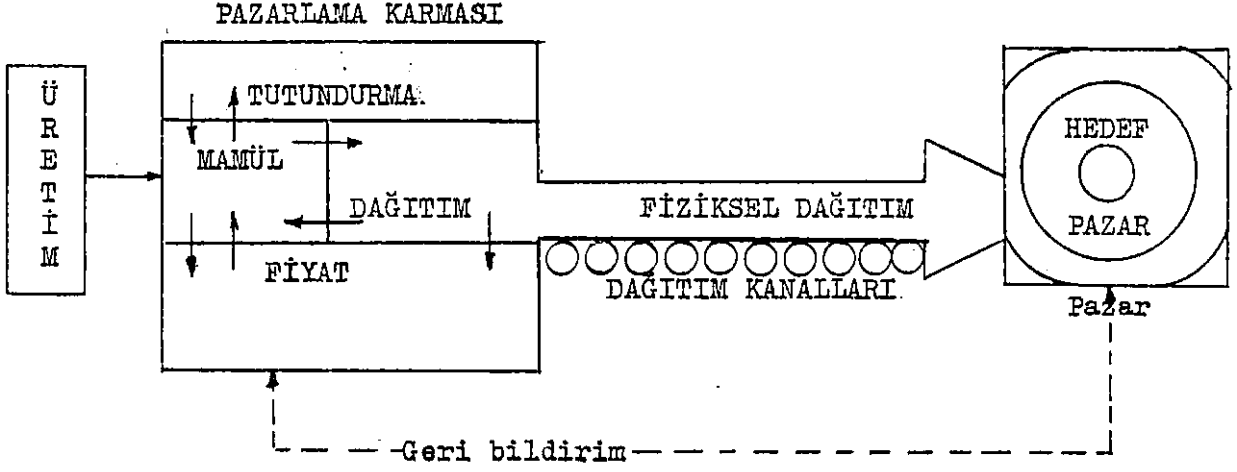 PAZARLAMA KARMASI
ÜRETİM
TUTUNDURMA
MAMÜL
DAĞITIM
FİYAT
FİZİKSEL DAĞITIM
DAĞITIM KANALLARI
HEDEF
PAZAR
Pazar
Geri bildirim